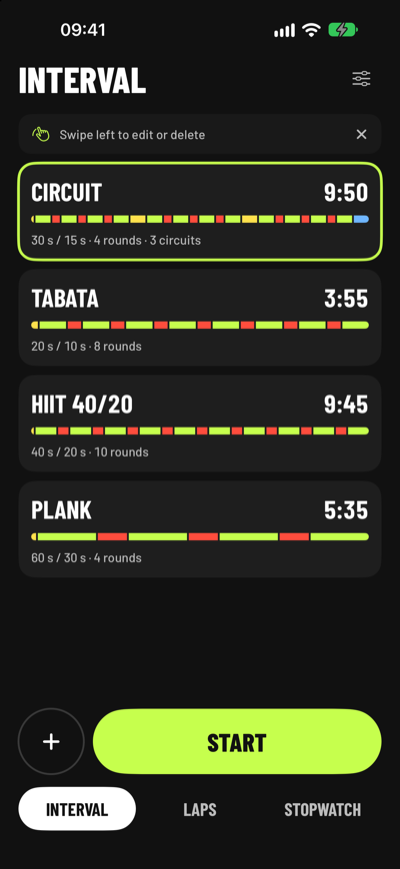 09:41
INTERVAL
Swipe left to edit or delete
CIRCUIT 9:50
30 s / 15 s · 4 rounds · 3 circuits
TABATA 3:55
20 s / 10 s · 8 rounds
HIIT 40/20 9:45
40 s / 20 s · 10 rounds
PLANK 5:35
60 s / 30 s · 4 rounds
START
INTERVAL LAPS STOPWATCH